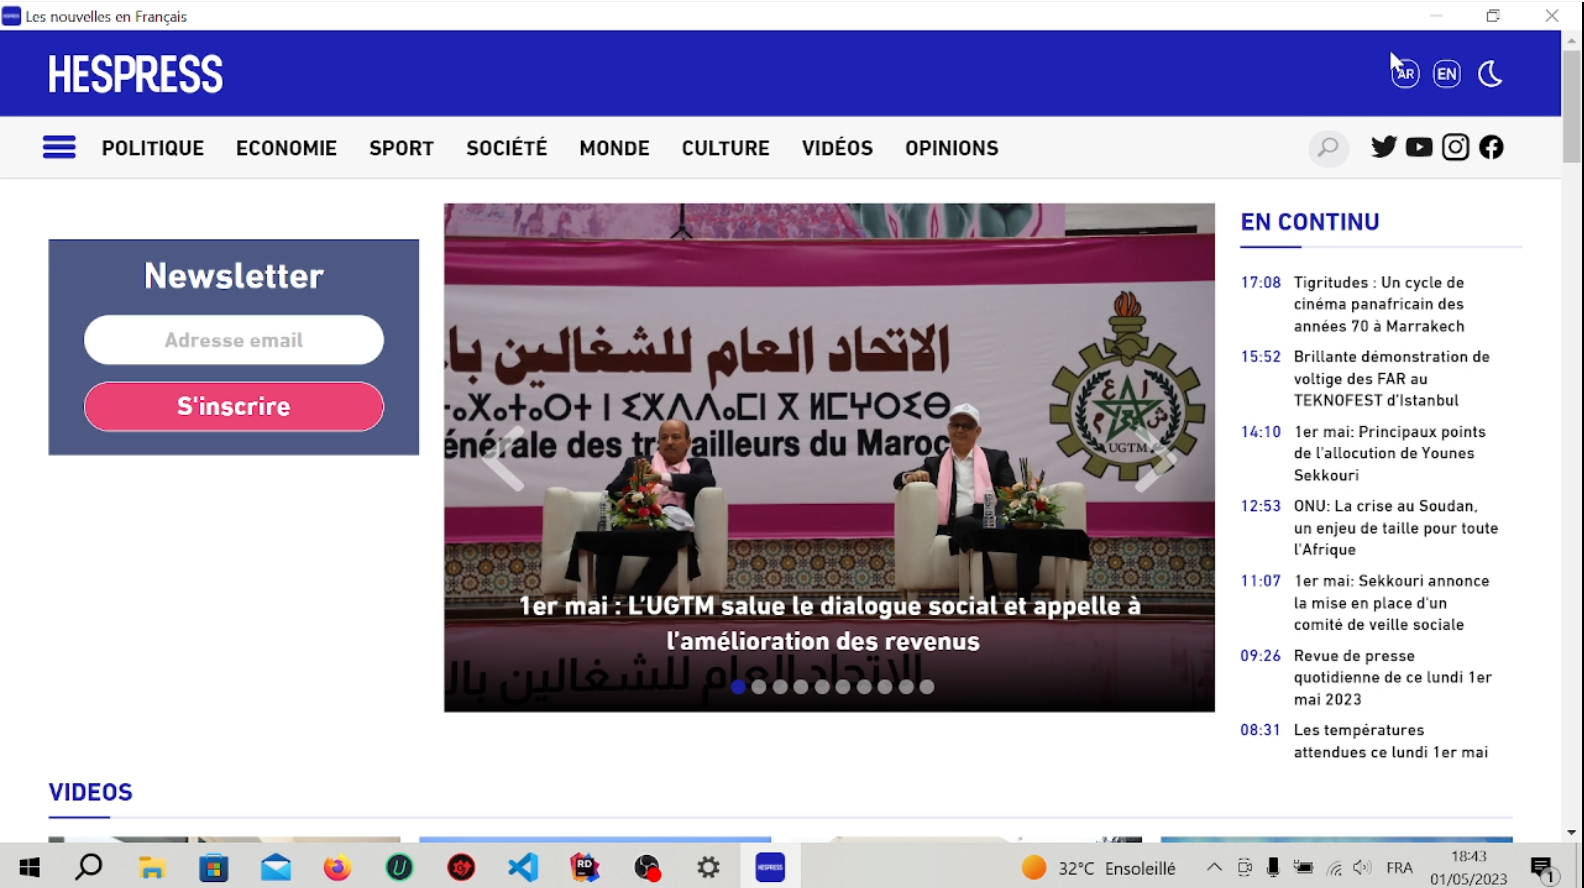 Les nouvelles en Français
HESPRESS
AR EN
POLITIQUE ECONOMIE SPORT SOCIÉTÉ MONDE CULTURE VIDÉOS OPINIONS
Newsletter
Adresse email
S'inscrire
الاتحاد العام للشغالين
énérale des travailleurs du Maroc
UGTM
1er mai : L’UGTM salue le dialogue social et appelle à
l’amélioration des revenus
الاتحاد العام للشغالين
EN CONTINU
17:08 Tigritudes : Un cycle de
cinéma panafricain des
années 70 à Marrakech
15:52 Brillante démonstration de
voltige des FAR au
TEKNOFEST d’Istanbul
14:10 1er mai: Principaux points
de l’allocution de Younes
Sekkouri
12:53 ONU: La crise au Soudan,
un enjeu de taille pour toute
l’Afrique
11:07 1er mai: Sekkouri annonce
la mise en place d'un
comité de veille sociale
09:26 Revue de presse
quotidienne de ce lundi 1er
mai 2023
08:31 Les températures
attendues ce lundi 1er mai
VIDEOS
32°C Ensoleillé
FRA
18:43
01/05/2023
1